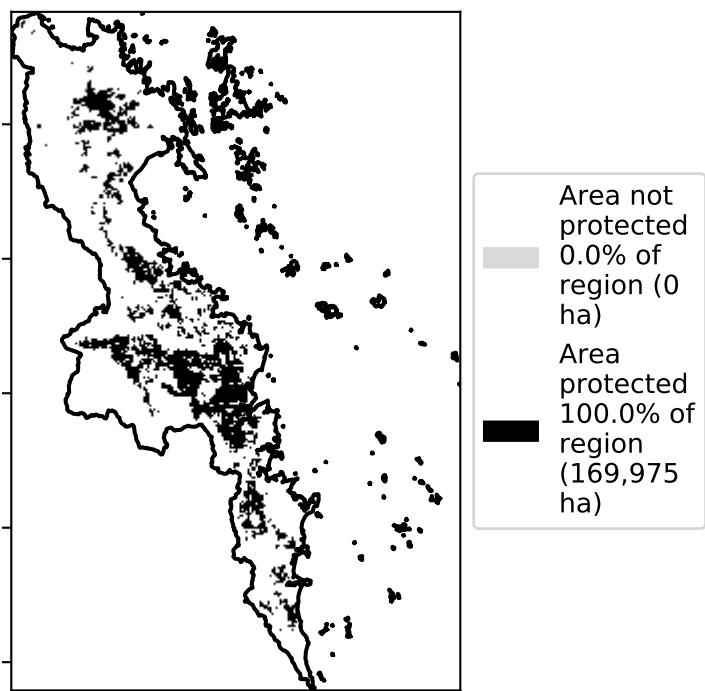 Area not
protected
0.0% of
region (0
ha)
Area
protected
100.0% of
region
(169,975
ha)